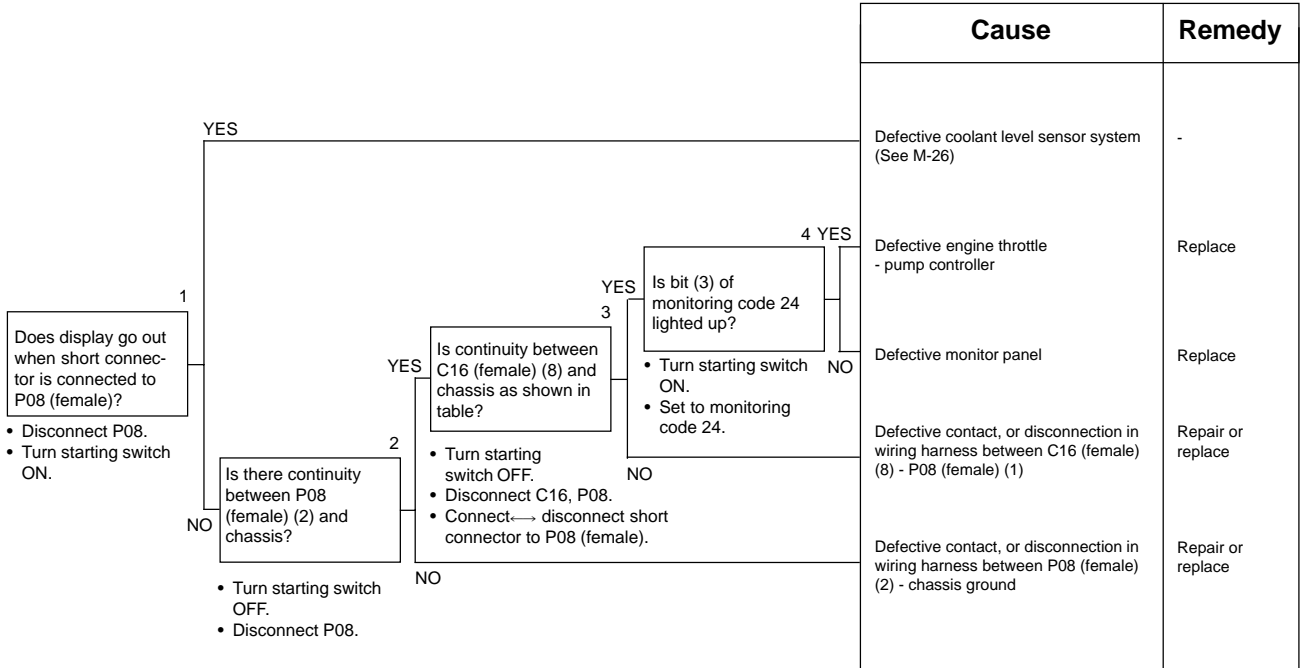 Cause
Remedy
YES
Defective coolant level sensor system
(See M-26)
-
4 YES
Defective engine throttle
- pump controller
Replace
YES
Is bit (3) of
monitoring code 24
lighted up?
1
3
Does display go out
when short connec-
tor is connected to
P08 (female)?
YES
Is continuity between
C16 (female) (8) and
chassis as shown in
table?
• Turn starting switch
ON.
• Set to monitoring
code 24.
NO
Defective monitor panel
Replace
• Disconnect P08.
• Turn starting switch
ON.
2
NO
Is there continuity
between P08
(female) (2) and
chassis?
• Turn starting
switch OFF.
• Disconnect C16, P08.
• Connect←→ disconnect short
connector to P08 (female).
NO
Defective contact, or disconnection in
wiring harness between C16 (female)
(8) - P08 (female) (1)
Repair or
replace
• Turn starting switch
OFF.
• Disconnect P08.
NO
Defective contact, or disconnection in
wiring harness between P08 (female)
(2) - chassis ground
Repair or
replace